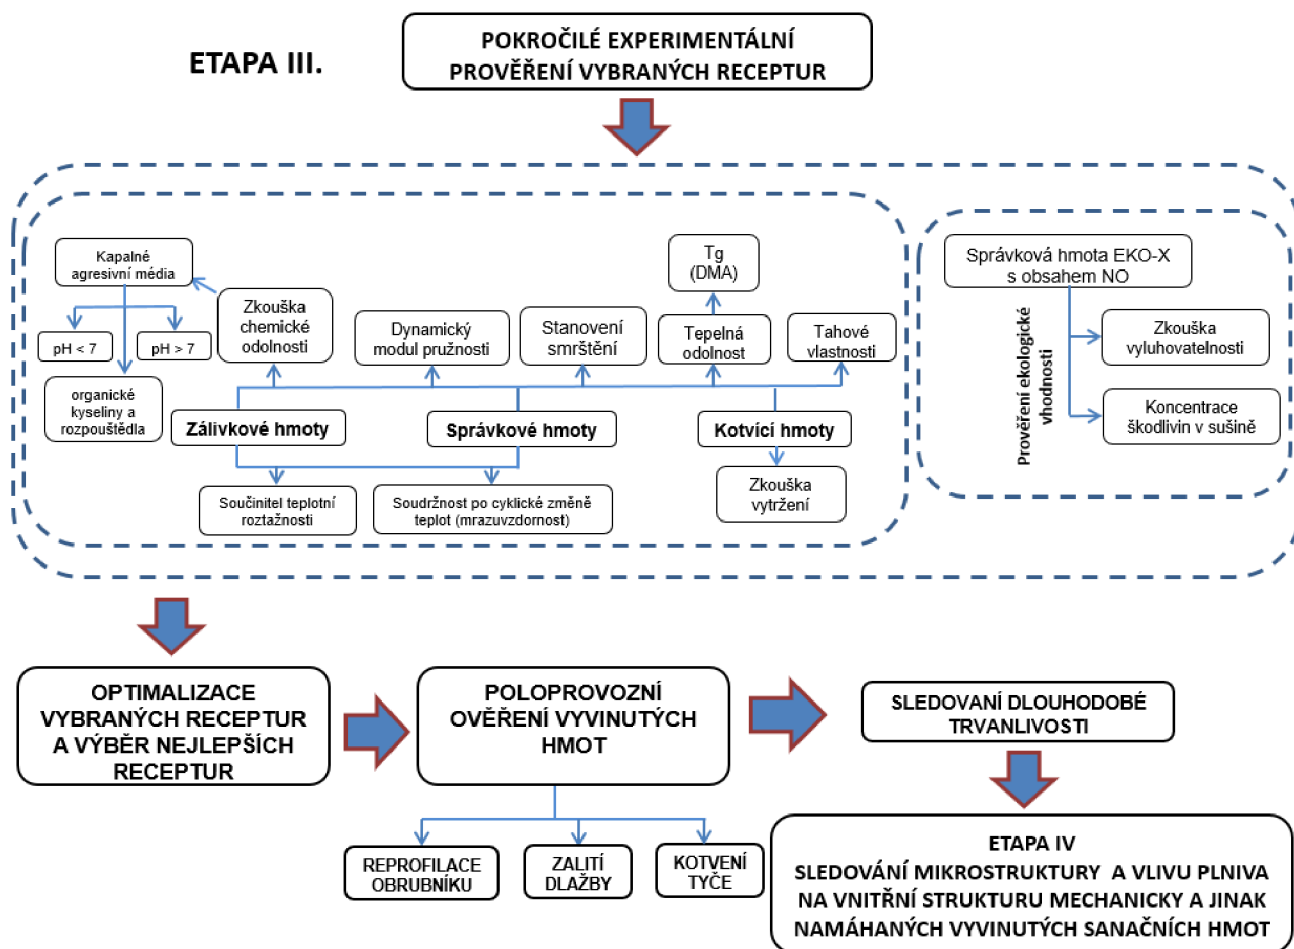 ETAPA III.
POKROČILÉ EXPERIMENTÁLNÍ
PROVĚŘENÍ VYBRANÝCH RECEPTUR
Kapalné
agresivní média
pH < 7
pH > 7
organické
kyseliny a
rozpouštědla
Zkouška
chemické
odolnosti
Dynamický
modul pružnosti
Stanovení
smrštění
Tg
(DMA)
Tepelná
odolnost
Tahové
vlastnosti
Zálivkové hmoty
Správkové hmoty
Kotvící hmoty
Součinitel teplotní
roztažnosti
Soudržnost po cyklické změně
teplot (mrazuvzdornost)
Zkouška
vytržení
Správková hmota EKO-X
s obsahem NO
Prověření ekologické
vhodnosti
Zkouška
vyluhovatelnosti
Koncentrace
škodlivin v sušině
OPTIMALIZACE
VYBRANÝCH RECEPTUR
A VÝBĚR NEJLEPŠÍCH
RECEPTUR
POLOPROVOZNÍ
OVĚŘENÍ VYVINUTÝCH
HMOT
SLEDOVANÍ DLOUHODOBÉ
TRVANLIVOSTI
REPROFILACE
OBRUBNÍKU
ZALITÍ
DLAŽBY
KOTVENÍ
TYČE
ETAPA IV
SLEDOVÁNÍ MIKROSTRUKTURY A VLIVU PLNIVA
NA VNITŘNÍ STRUKTURU MECHANICKY A JINAK
NAMÁHANÝCH VYVINUTÝCH SANAČNÍCH HMOT